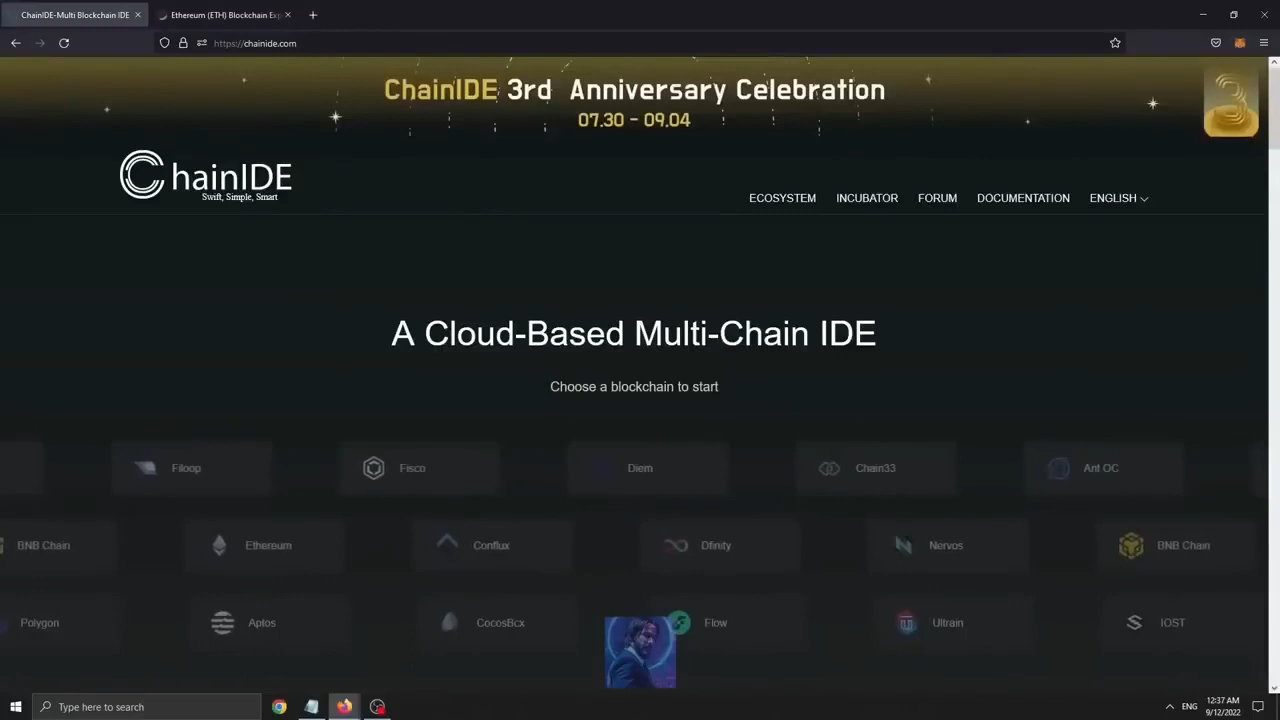 ChainIDE-Multi Blockchain IDE
Ethereum (ETH) Blockchain Exp
https://chainide.com
ChainIDE 3rd Anniversary Celebration
07.30 - 09.04
ChainIDE
Swift, Simple, Smart
ECOSYSTEM INCUBATOR FORUM DOCUMENTATION ENGLISH
A Cloud-Based Multi-Chain IDE
Choose a blockchain to start
Filoop Fisco Diem Chain33 Ant OC
BNB Chain Ethereum Conflux Dfinity Nervos BNB Chain
Polygon Aptos CocosBcx Flow Ultrain IOST
Type here to search
ENG
12:37 AM
9/12/2022